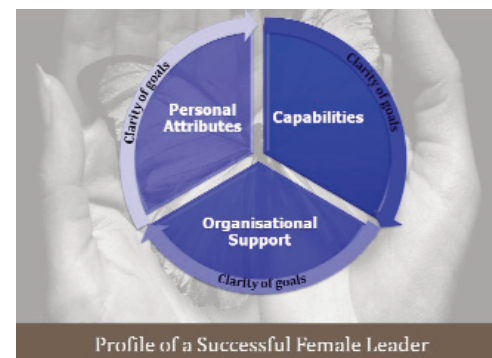 Clarity of goals
Personal
Attributes
Capabilities
Clarity of goals
Organisational
Support
Clarity of goals
Profile of a Successful Female Leader